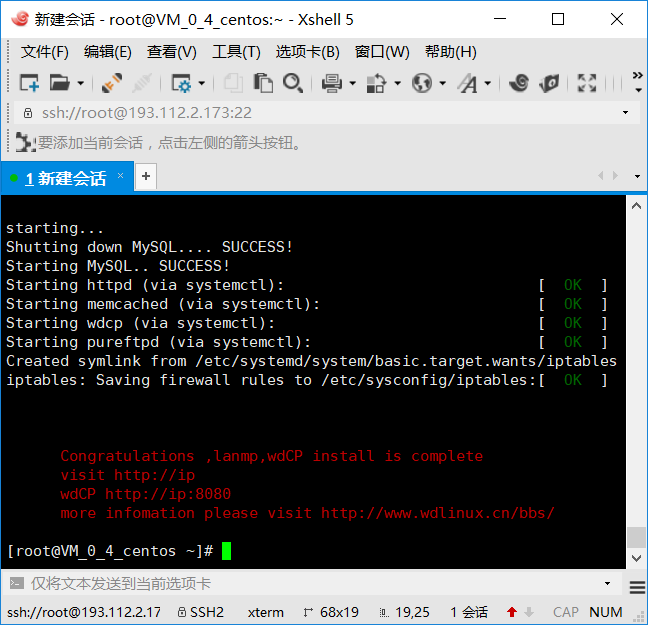 新建会话 - root@VM_0_4_centos:~ - Xshell 5
文件(F) 编辑(E) 查看(V) 工具(T) 选项卡(B) 窗口(W) 帮助(H)
ssh://root@193.112.2.173:22
要添加当前会话，点击左侧的箭头按钮。
1 新建会话 × +
starting...
Shutting down MySQL.... SUCCESS!
Starting MySQL.. SUCCESS!
Starting httpd (via systemctl): [ OK ]
Starting memcached (via systemctl): [ OK ]
Starting wdcp (via systemctl): [ OK ]
Starting pureftpd (via systemctl): [ OK ]
Created symlink from /etc/systemd/system/basic.target.wants/iptables
iptables: Saving firewall rules to /etc/sysconfig/iptables:[ OK ]
Congratulations ,lanmp,wdCP install is complete
visit http://ip
wdCP http://ip:8080
more infomation please visit http://www.wdlinux.cn/bbs/
[root@VM_0_4_centos ~]#
仅将文本发送到当前选项卡
ssh://root@193.112.2.17 SSH2 xterm 68x19 19,25 1 会话 CAP NUM